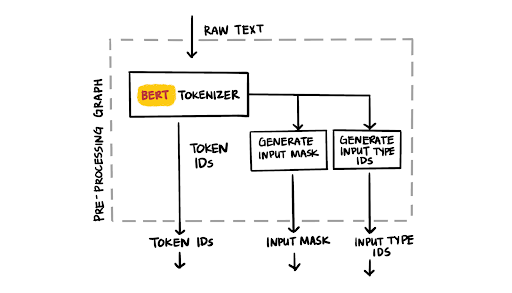 RAW TEXT
PRE-PROCESSING GRAPH
BERT TOKENIZER
TOKEN
IDs
GENERATE
INPUT MASK
GENERATE
INPUT TYPE
IDS
TOKEN IDs
INPUT MASK
INPUT TYPE
IDS